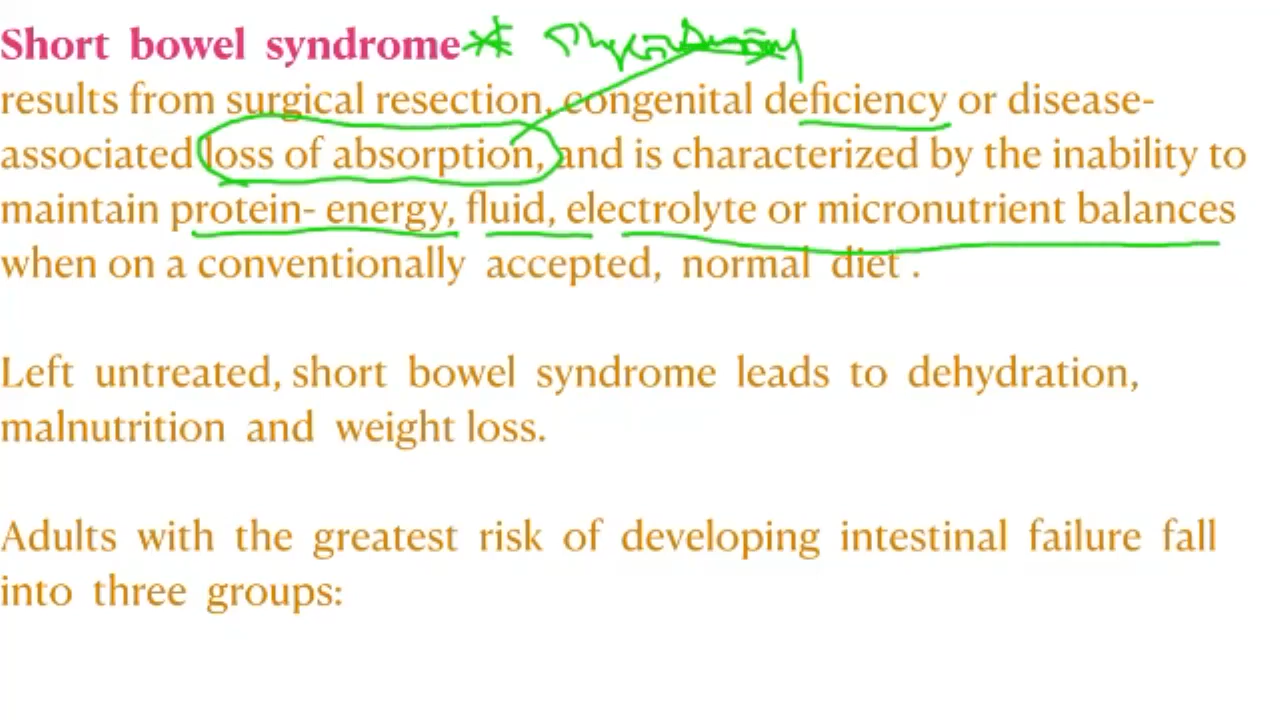 Short bowel syndrome
results from surgical resection, congenital deficiency or disease-
associated loss of absorption, and is characterized by the inability to
maintain protein- energy, fluid, electrolyte or micronutrient balances
when on a conventionally accepted, normal diet .
Left untreated, short bowel syndrome leads to dehydration,
malnutrition and weight loss.
Adults with the greatest risk of developing intestinal failure fall
into three groups: